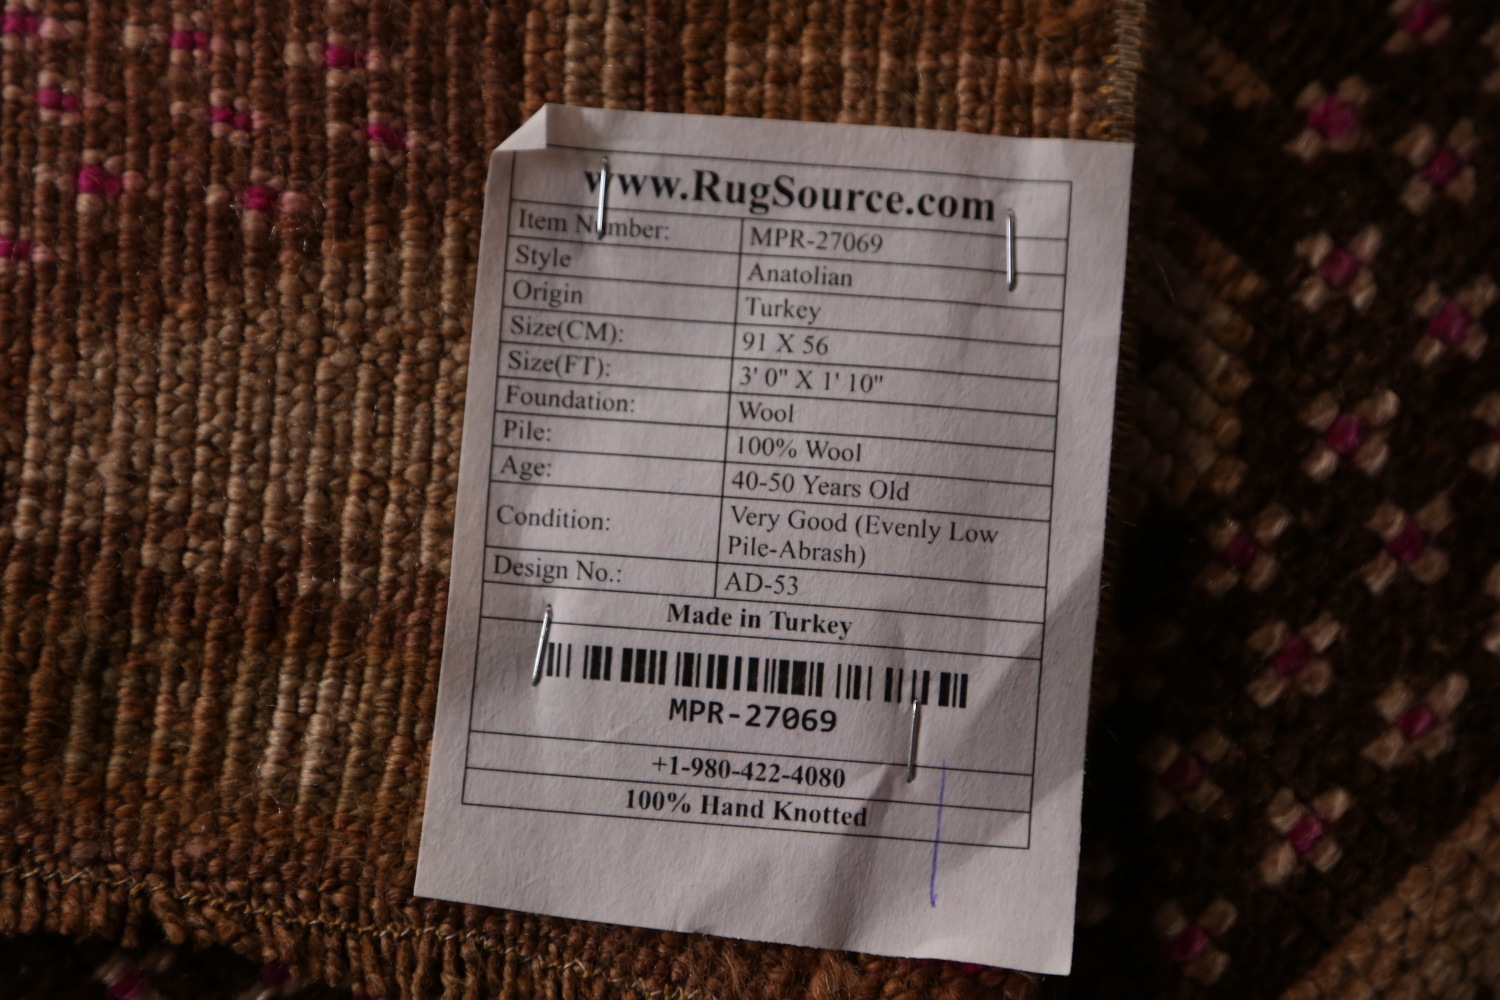 www.RugSource.com
Item Number: MPR-27069
Style Anatolian
Origin Turkey
Size(CM): 91 X 56
Size(FT): 3' 0" X 1' 10"
Foundation: Wool
Pile: 100% Wool
Age: 40-50 Years Old
Condition: Very Good (Evenly Low
Pile-Abrash)
Design No.: AD-53
Made in Turkey
MPR-27069
+1-980-422-4080
100% Hand Knotted